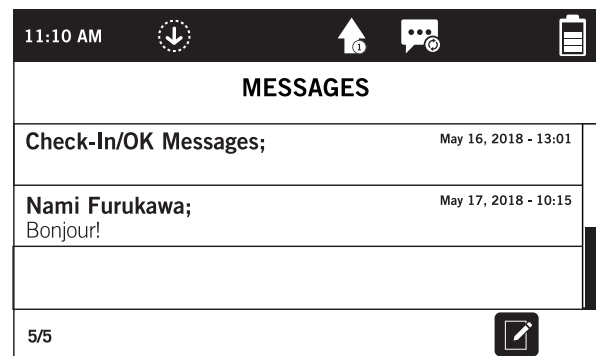 11:10 AM
1
MESSAGES
Check-In/OK Messages; May 16, 2018 - 13:01
Nami Furukawa; May 17, 2018 - 10:15
Bonjour!
5/5